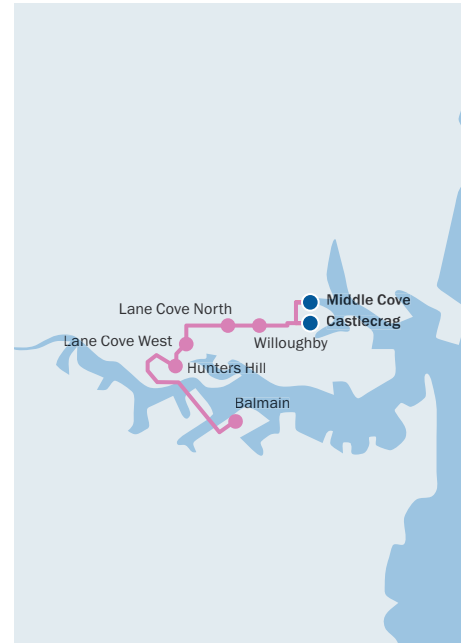 Middle Cove
Lane Cove North
Castlecrag
Lane Cove West
Willoughby
Hunters Hill
Balmain